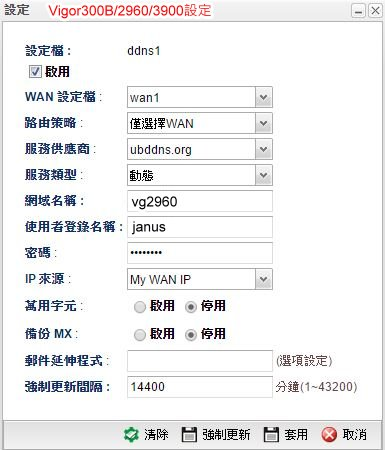 設定 Vigor300B/2960/3900設定
設定檔 : ddns1
啟用
WAN 設定檔 : wan1
路由策略 : 僅選擇WAN
服務供應商 : ubddns.org
服務類型 : 動態
網域名稱 : vg2960
使用者登錄名稱 : janus
密碼 : ••••••••
IP 來源 : My WAN IP
萬用字元 : 啟用 停用
備份 MX : 啟用 停用
郵件延伸程式 : (選項設定)
強制更新間隔 : 14400 分鐘(1~43200)
清除 強制更新 套用 取消